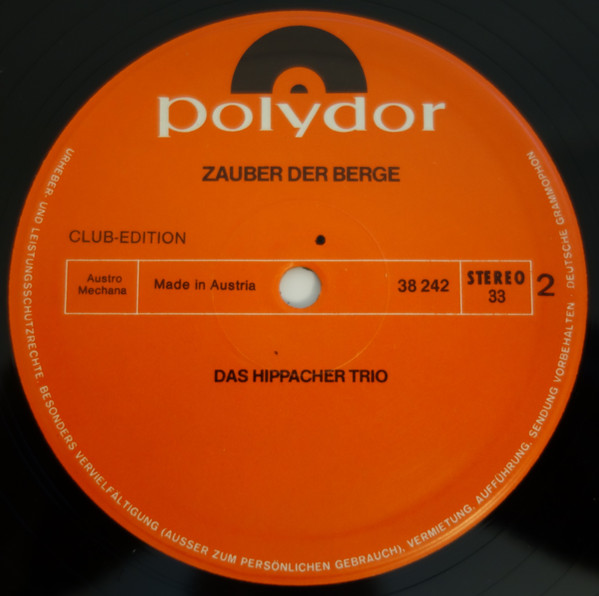 polydor
ZAUBER DER BERGE
CLUB-EDITION
Austro
Mechana
Made in Austria
38 242
STEREO
33
2
DAS HIPPACHER TRIO
URHEBER- UND LEISTUNGSSCHUTZRECHTE. BESONDERS VERVIELFÄLTIGUNG (AUSSER ZUM PERSÖNLICHEN GEBRAUCH), VERMIETUNG, AUFFÜHRUNG, SENDUNG VORBEHALTEN · DEUTSCHE GRAMMOPHON